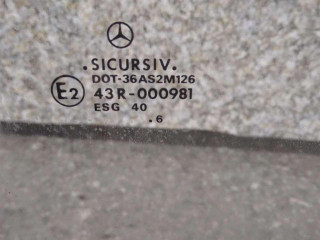 .SICURSIV.
DOT-36AS2M126
E2 43R-000981
ESG 40
.6